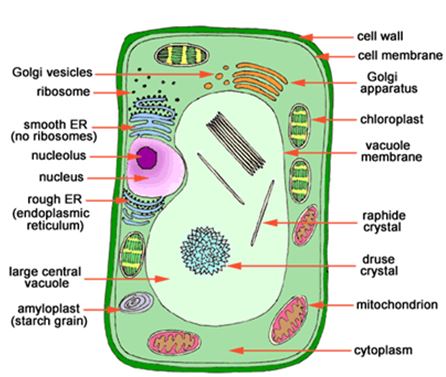 cell wall
cell membrane
Golgi vesicles
Golgi
apparatus
ribosome
chloroplast
smooth ER
(no ribosomes)
vacuole
membrane
nucleolus
nucleus
rough ER
(endoplasmic
reticulum)
raphide
crystal
large central
vacuole
druse
crystal
amyloplast
(starch grain)
mitochondrion
cytoplasm